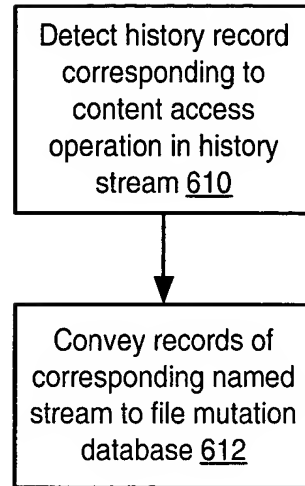 Detect history record
corresponding to
content access
operation in history
stream 610
Convey records of
corresponding named
stream to file mutation
database 612